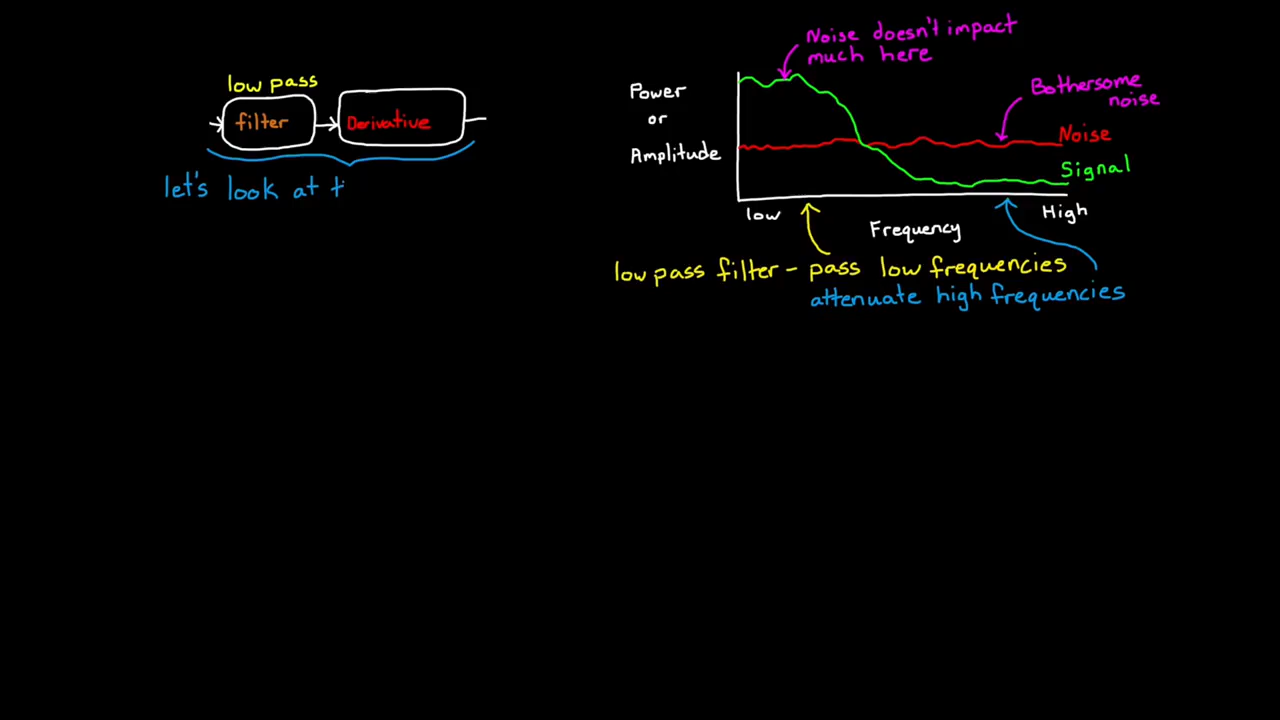 low pass
filter
Derivative
let's look at t
Noise doesn't impact
much here
Power
or
Amplitude
Bothersome
noise
Noise
Signal
low
Frequency
High
low pass filter - pass low frequencies
attenuate high frequencies